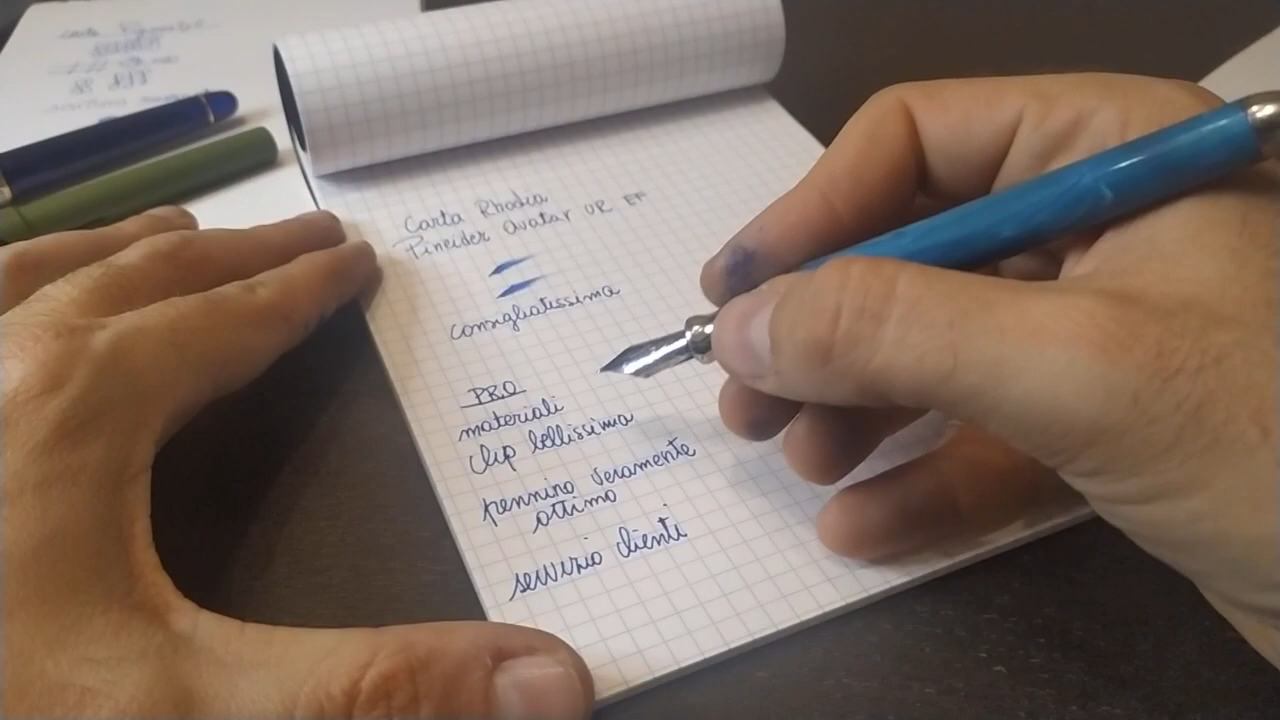 Carta Rhodia
Pineider Avatar UR EF
consigliatissima
PRO
materiali
clip bellissima
pennino veramente
ottimo
servizio clienti